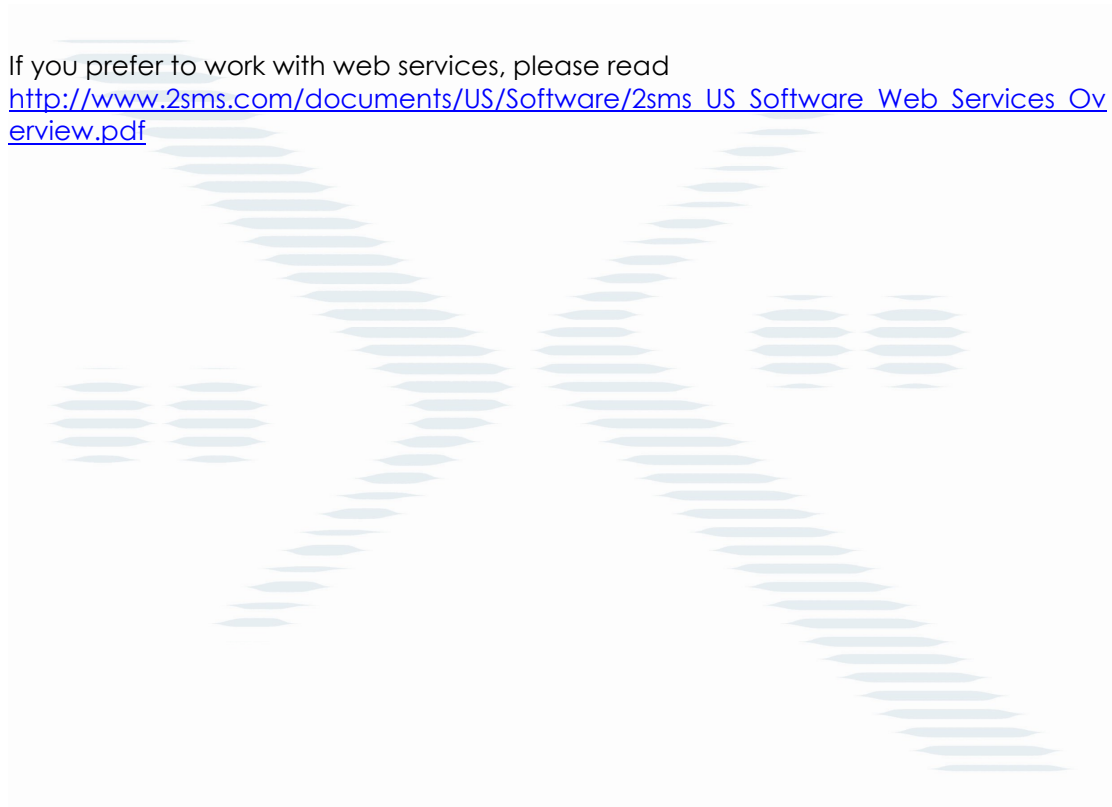 If you prefer to work with web services, please read
http://www.2sms.com/documents/US/Software/2sms_US_Software_Web_Services_Ov
erview.pdf